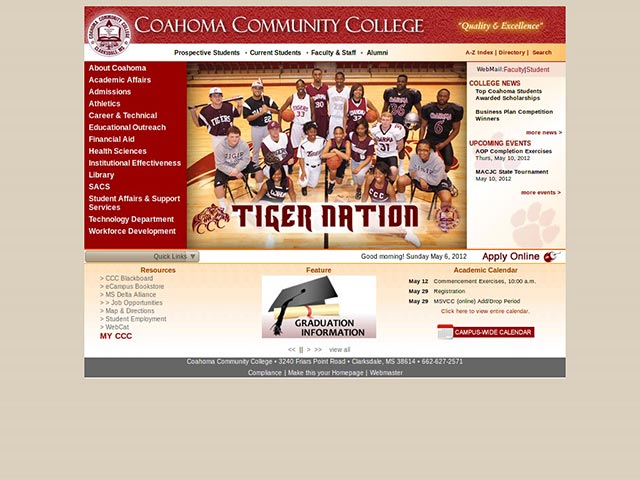 COAHOMA COMMUNITY COLLEGE
"Quality & Excellence"
COAHOMA COMMUNITY COLLEGE
CLARKSDALE, MS
Prospective Students • Current Students • Faculty & Staff • Alumni
A-Z Index | Directory | Search
About Coahoma
Academic Affairs
Admissions
Athletics
Career & Technical
Educational Outreach
Financial Aid
Health Sciences
Institutional Effectiveness
Library
SACS
Student Affairs & Support
Services
Technology Department
Workforce Development
TIGER NATION
CCC
WebMail:Faculty|Student
COLLEGE NEWS
Top Coahoma Students
Awarded Scholarships
Business Plan Competition
Winners
more news >
UPCOMING EVENTS
AOP Completion Exercises
Thurs, May 10, 2012
MACJC State Tournament
May 10, 2012
more events >
Quick Links
Good morning! Sunday May 6, 2012
Apply Online
Resources
> CCC Blackboard
> eCampus Bookstore
> MS Delta Alliance
> > Job Opportunities
> Map & Directions
> Student Employment
> WebCat
MY CCC
Feature
GRADUATION
INFORMATION
<< || > >> view all
Academic Calendar
May 12 Commencement Exercises, 10:00 a.m.
May 29 Registration
May 29 MSVCC (online) Add/Drop Period
Click here to view entire calendar.
CAMPUS-WIDE CALENDAR
Coahoma Community College • 3240 Friars Point Road • Clarksdale, MS 38614 • 662-627-2571
Compliance | Make this your Homepage | Webmaster